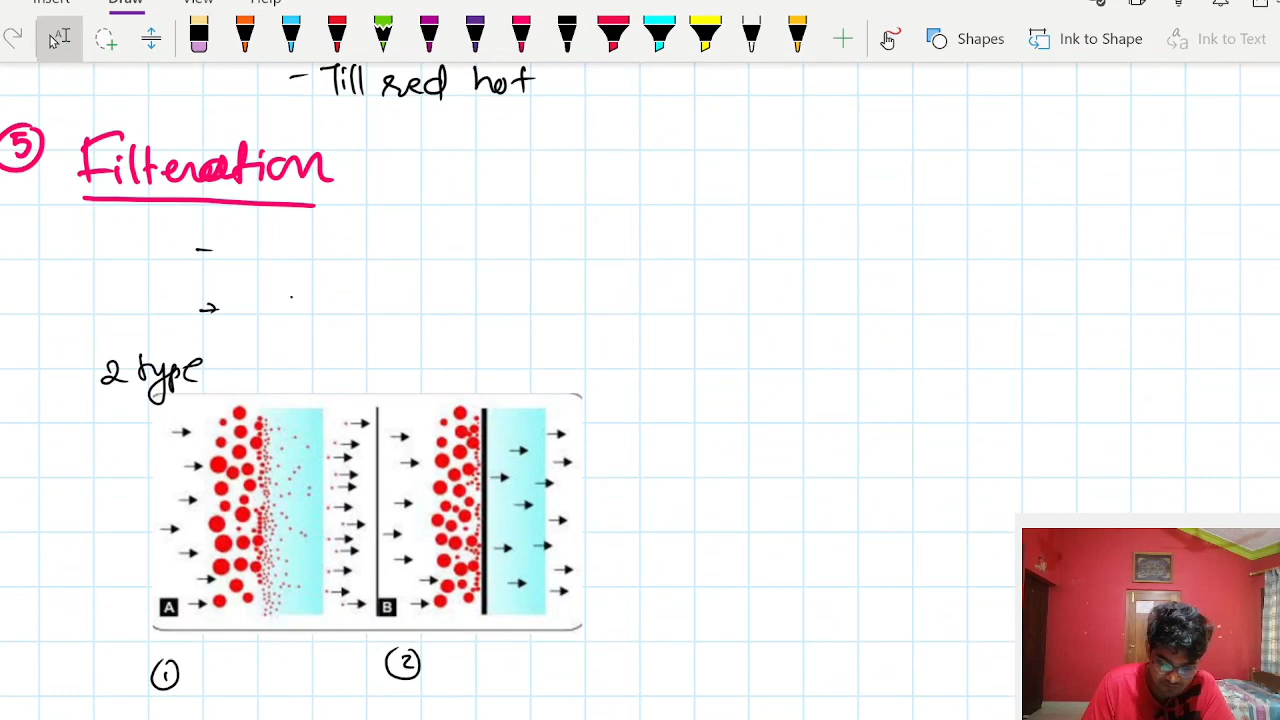 Insert Draw View Help
Shapes Ink to Shape Ink to Text
- Till red hot
5 Filteration
-
→
2 type
A B
1 2